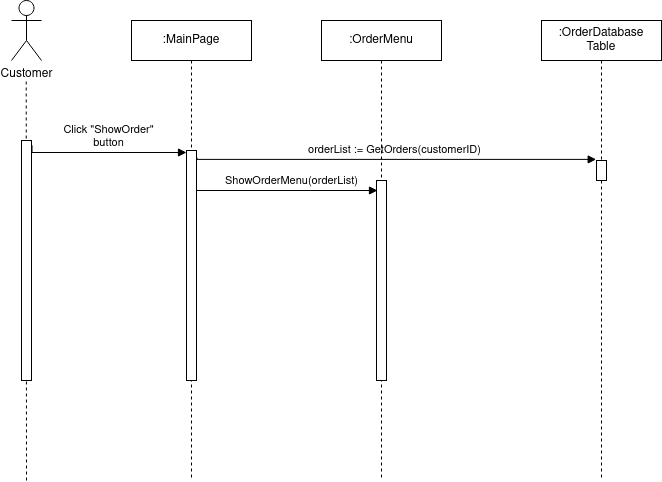 :MainPage
:OrderMenu
:OrderDatabase
Table
Customer
Click "ShowOrder"
button
orderList := GetOrders(customerID)
ShowOrderMenu(orderList)